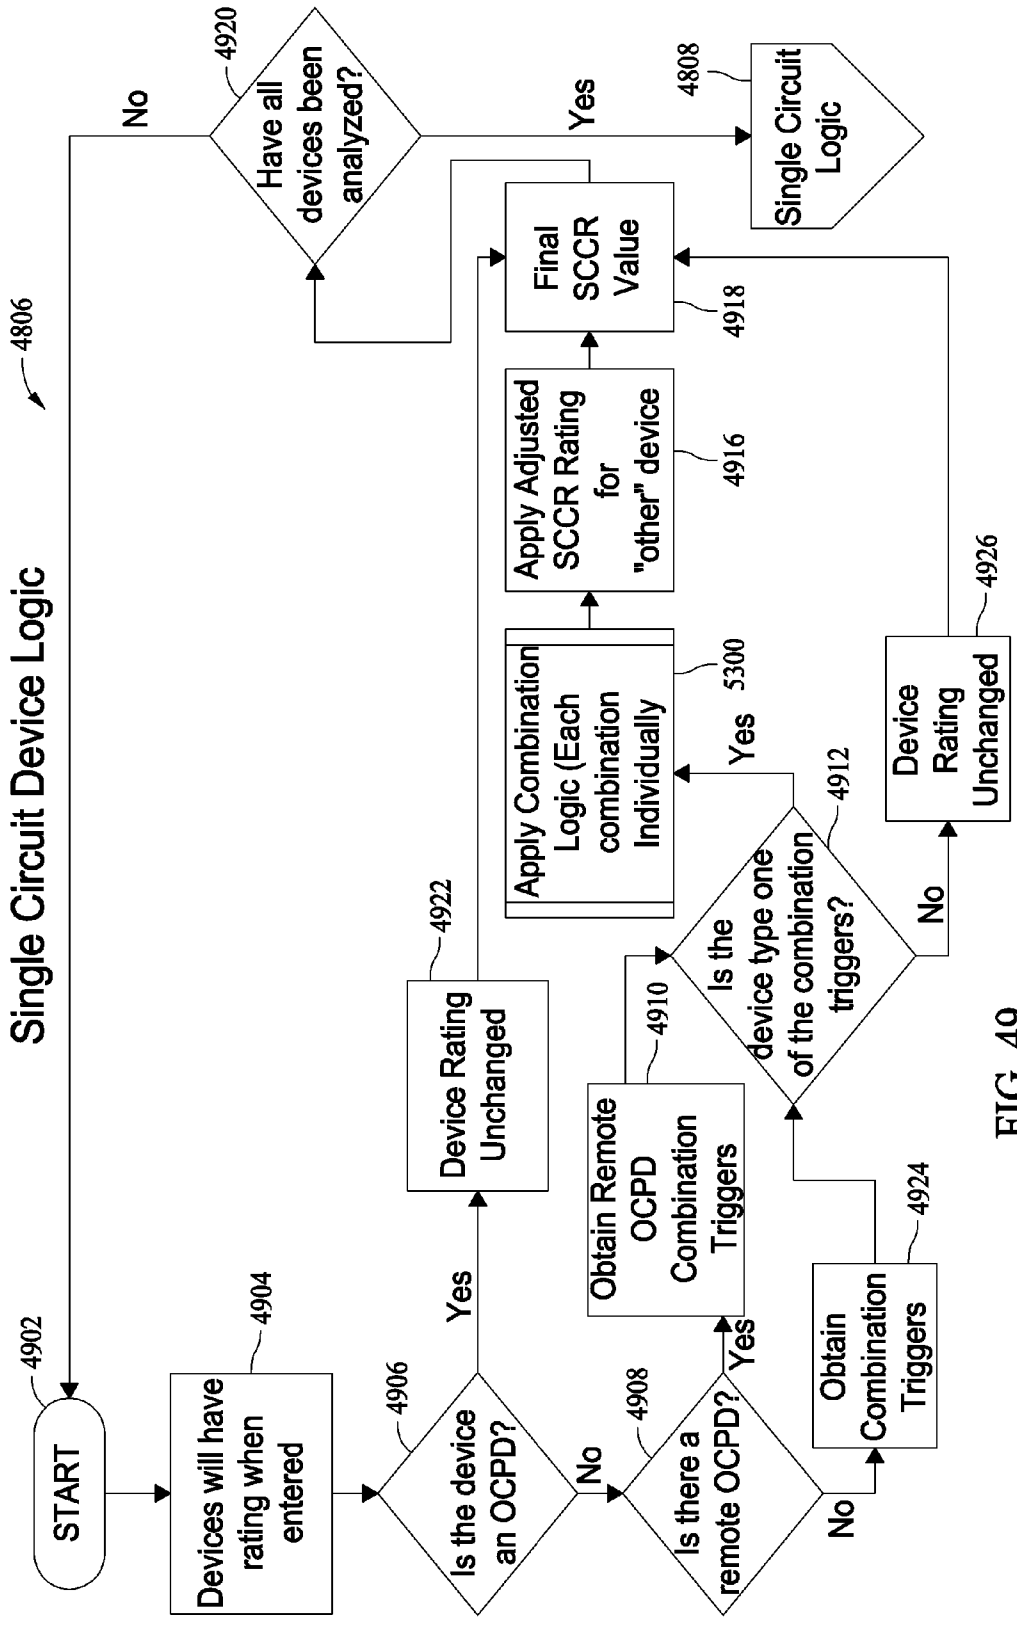 Single Circuit Device Logic
4806
START
4902
Devices will have
rating when
entered
4904
Is the device
an OCPD?
4906
Yes
No
Device Rating
Unchanged
4922
Is there a
remote OCPD?
4908
Yes
No
Obtain Remote
OCPD
Combination
Triggers
4910
Obtain
Combination
Triggers
4924
Is the
device type one
of the combination
triggers?
4912
Yes
No
Apply Combination
Logic (Each
combination
Individually
5300
Device
Rating
Unchanged
4926
Apply Adjusted
SCCR Rating
for
"other" device
4916
Final
SCCR
Value
4918
Have all
devices been
analyzed?
4920
No
Yes
Single Circuit
Logic
4808
FIG. 49